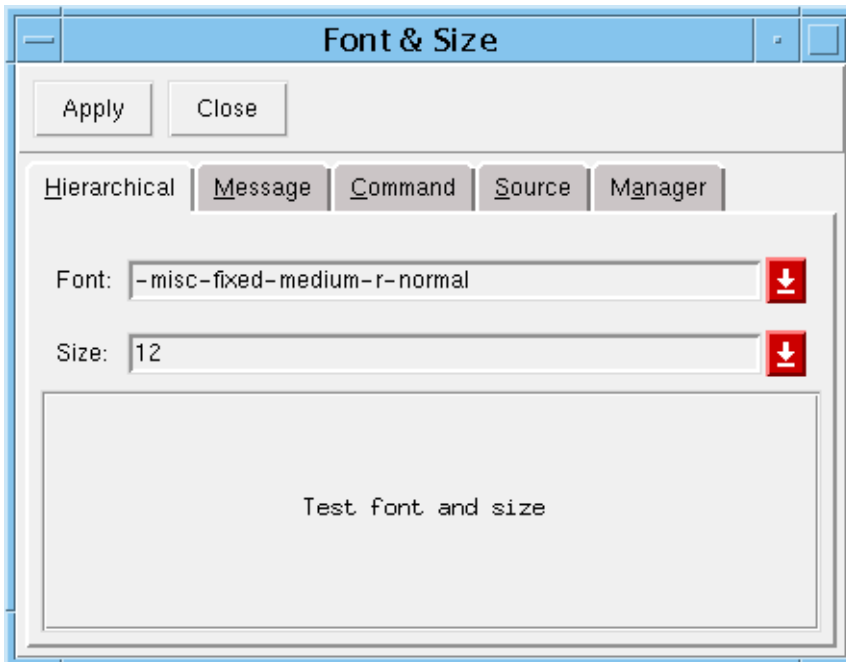 Font & Size
Apply Close
Hierarchical Message Command Source Manager
Font: -misc-fixed-medium-r-normal
Size: 12
Test font and size